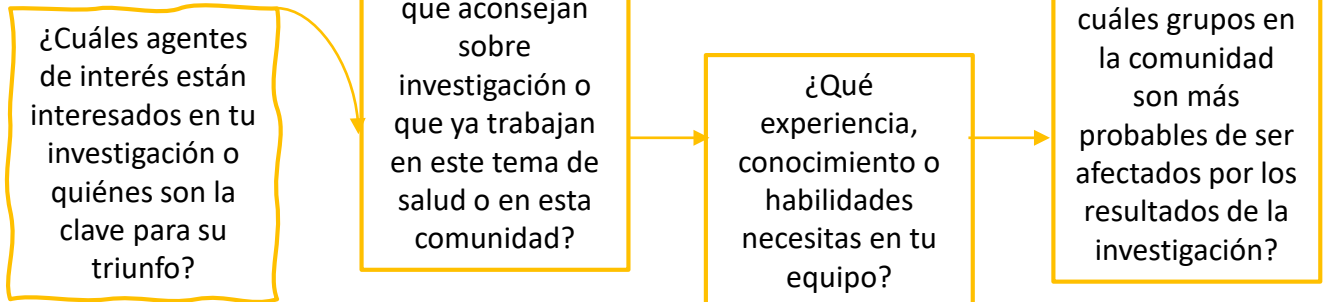 ¿Cuáles agentes
de interés están
interesados en tu
investigación o
quiénes son la
clave para su
triunfo?
que aconsejan
sobre
investigación o
que ya trabajan
en este tema de
salud o en esta
comunidad?
¿Qué
experiencia,
conocimiento o
habilidades
necesitas en tu
equipo?
cuáles grupos en
la comunidad
son más
probables de ser
afectados por los
resultados de la
investigación?